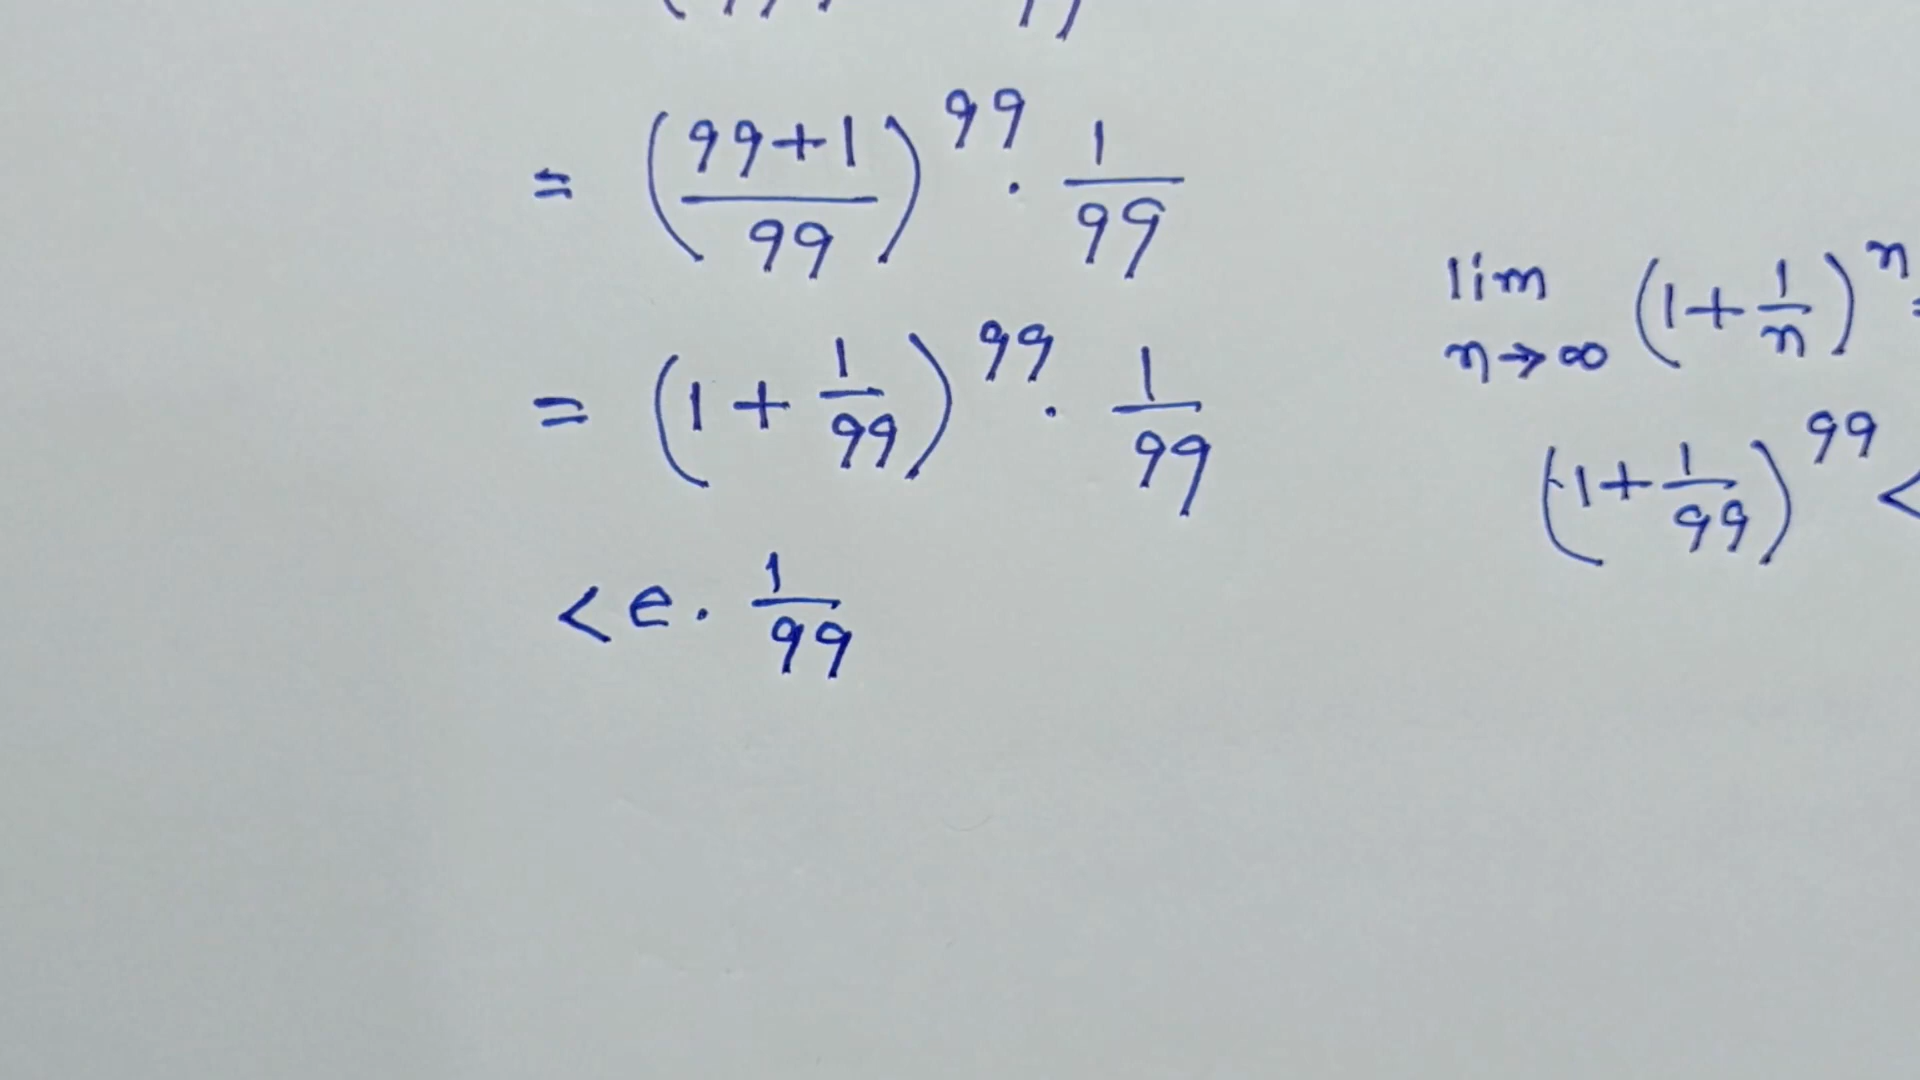 = ((99+1)/99)^99 · 1/99
= (1 + 1/99)^99 · 1/99
< e · 1/99
lim n→∞ (1 + 1/n)^n =
(1 + 1/99)^99 <